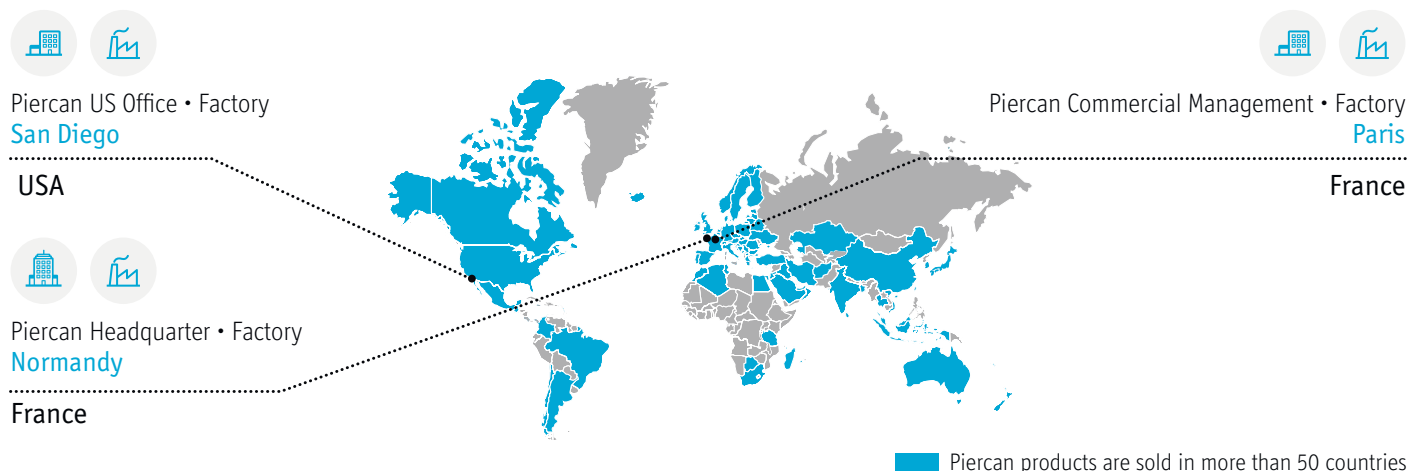 Piercan US Office • Factory
San Diego
USA
Piercan Headquarter • Factory
Normandy
France
Piercan Commercial Management • Factory
Paris
France
Piercan products are sold in more than 50 countries